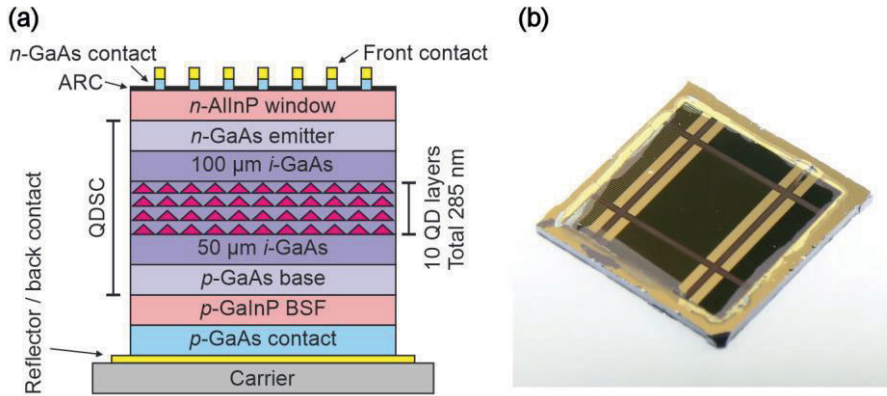 (a)
n-GaAs contact
Front contact
ARC
n-AlInP window
n-GaAs emitter
100 μm i-GaAs
QDSC
10 QD layers
Total 285 nm
50 μm i-GaAs
p-GaAs base
p-GaInP BSF
p-GaAs contact
Reflector / back contact
Carrier
(b)